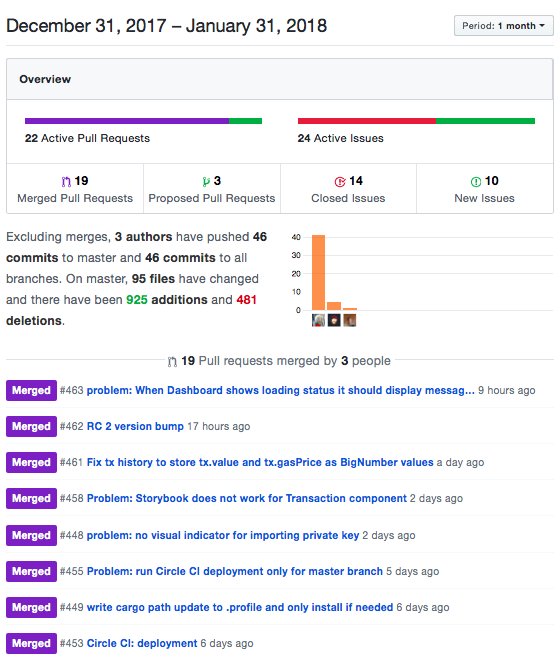 December 31, 2017 – January 31, 2018
Period: 1 month
Overview
22 Active Pull Requests
24 Active Issues
19
Merged Pull Requests
3
Proposed Pull Requests
14
Closed Issues
10
New Issues
Excluding merges, 3 authors have pushed 46
commits to master and 46 commits to all
branches. On master, 95 files have changed
and there have been 925 additions and 481
deletions.
40
30
20
10
0
19 Pull requests merged by 3 people
Merged #463 problem: When Dashboard shows loading status it should display messag... 9 hours ago
Merged #462 RC 2 version bump 17 hours ago
Merged #461 Fix tx history to store tx.value and tx.gasPrice as BigNumber values a day ago
Merged #458 Problem: Storybook does not work for Transaction component 2 days ago
Merged #448 problem: no visual indicator for importing private key 2 days ago
Merged #455 Problem: run Circle CI deployment only for master branch 5 days ago
Merged #449 write cargo path update to .profile and only install if needed 6 days ago
Merged #453 Circle CI: deployment 6 days ago